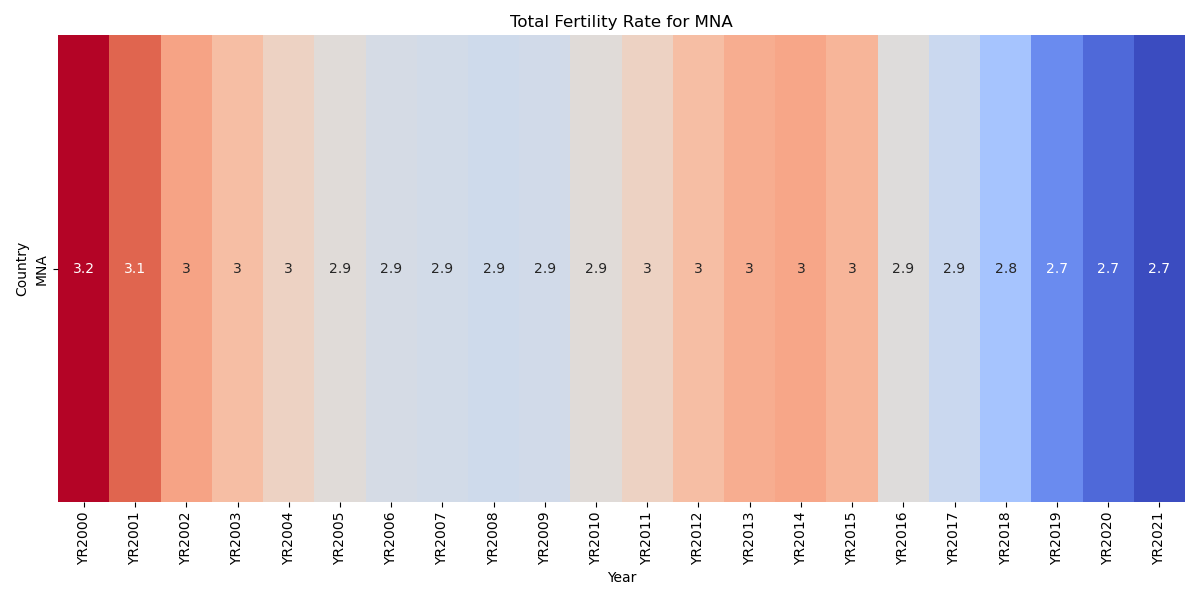 Total Fertility Rate for MNA
Country
MNA
3.2 3.1 3 3 3 2.9 2.9 2.9 2.9 2.9 2.9 3 3 3 3 3 2.9 2.9 2.8 2.7 2.7 2.7
YR2000 YR2001 YR2002 YR2003 YR2004 YR2005 YR2006 YR2007 YR2008 YR2009 YR2010 YR2011 YR2012 YR2013 YR2014 YR2015 YR2016 YR2017 YR2018 YR2019 YR2020 YR2021
Year